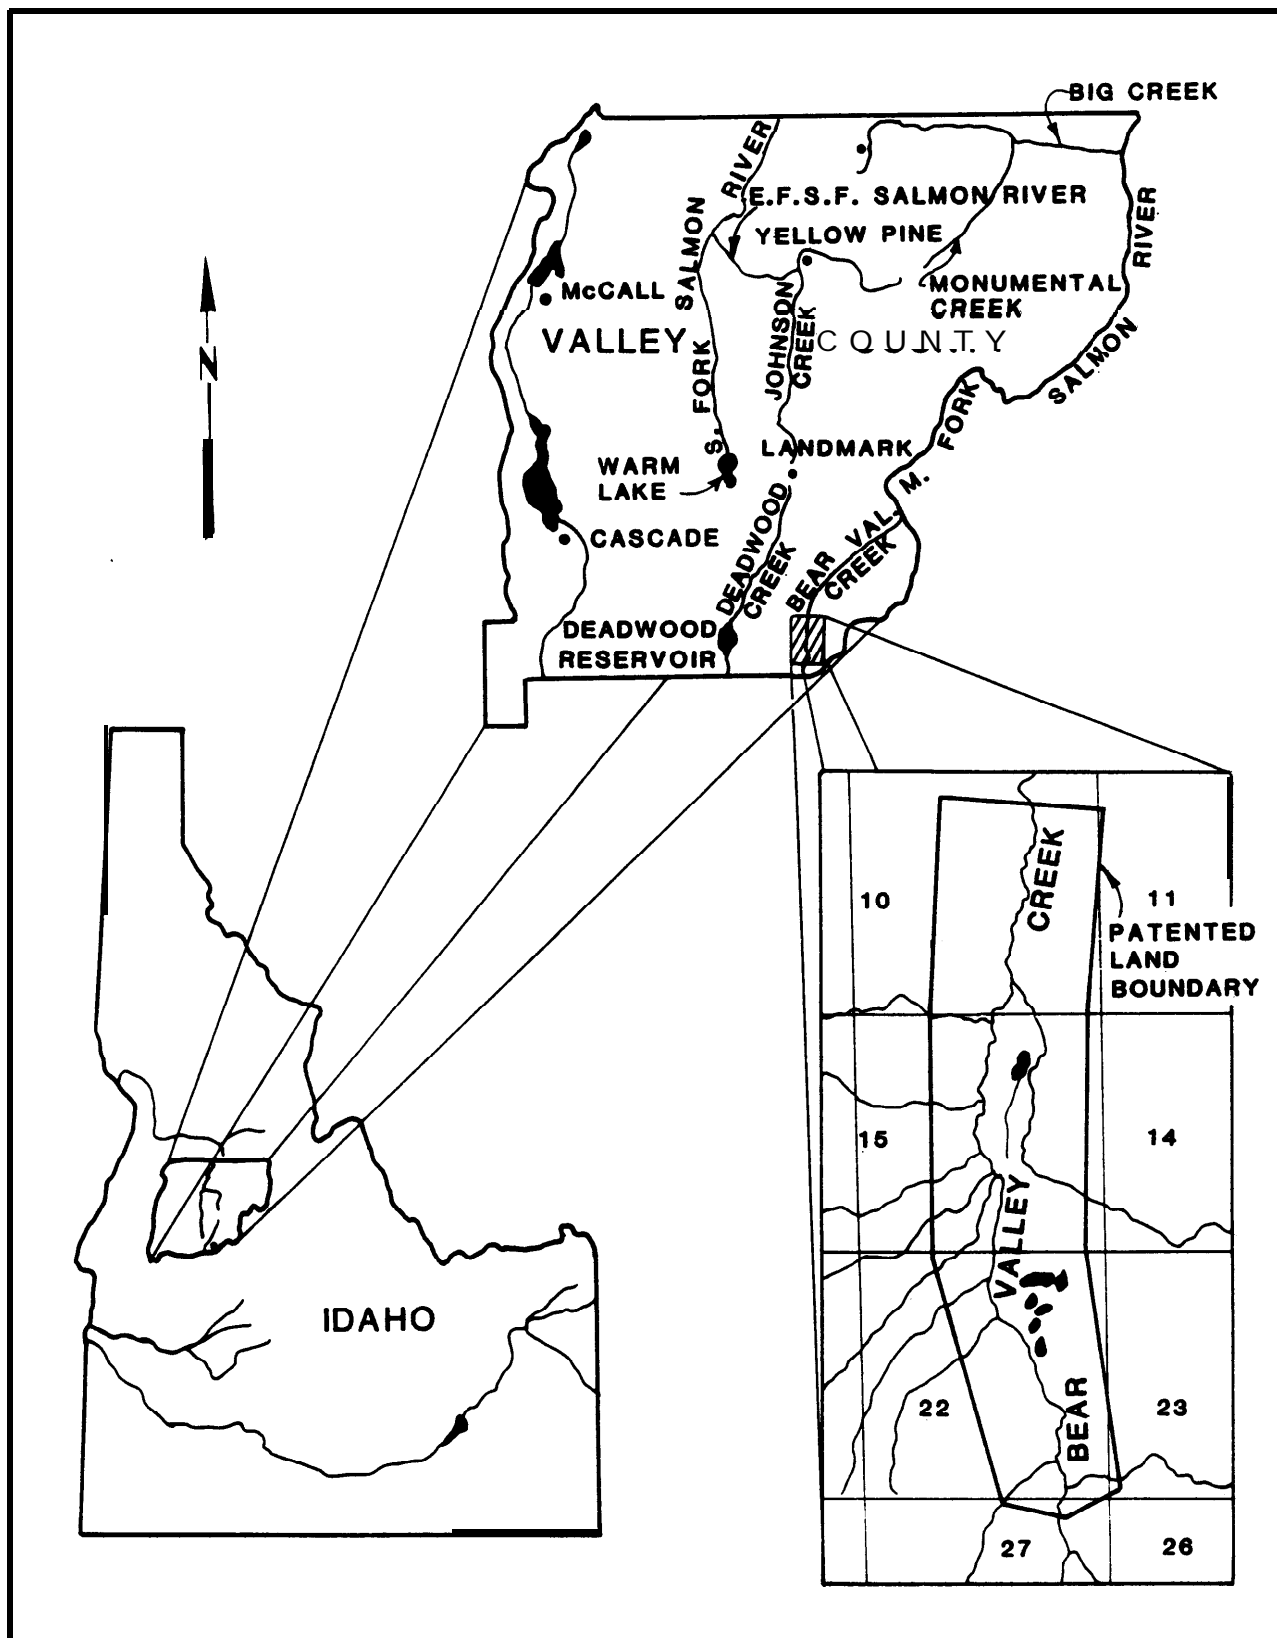 BIG CREEK
S. FORK SALMON RIVER
E.F.S.F. SALMON RIVER
YELLOW PINE
McCALL
MONUMENTAL
CREEK
VALLEY COUNTY
JOHNSON
CREEK
M. FORK SALMON RIVER
N
LANDMARK
WARM
LAKE
CASCADE
DEADWOOD
CREEK
BEAR VAL.
CREEK
DEADWOOD
RESERVOIR
IDAHO
BEAR VALLEY CREEK
10
11
PATENTED
LAND
BOUNDARY
15
14
22
23
27
26